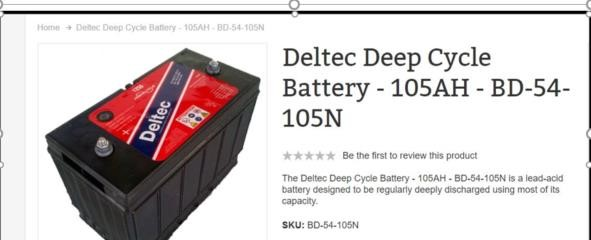 Home → Deltec Deep Cycle Battery - 105AH - BD-54-105N
Deltec Deep Cycle
Battery - 105AH - BD-54-
105N
Be the first to review this product
The Deltec Deep Cycle Battery - 105AH - BD-54-105N is a lead-acid
battery designed to be regularly deeply discharged using most of its
capacity.
SKU: BD-54-105N
Deltec